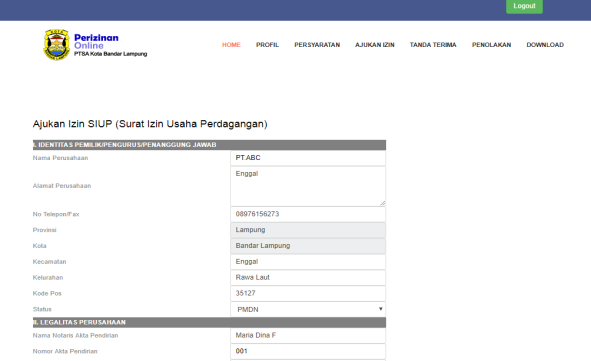 Logout
Perizinan
Online
PTSA Kota Bandar Lampung
HOME PROFIL PERSYARATAN AJUKAN IZIN TANDA TERIMA PENOLAKAN DOWNLOAD
Ajukan Izin SIUP (Surat Izin Usaha Perdagangan)
I. IDENTITAS PEMILIK/PENGURUS/PENANGGUNG JAWAB
Nama Perusahaan PT.ABC
Alamat Perusahaan Enggal
No Telepon/Fax 08976156273
Provinsi Lampung
Kota Bandar Lampung
Kecamatan Enggal
Kelurahan Rawa Laut
Kode Pos 35127
Status PMDN
II. LEGALITAS PERUSAHAAN
Nama Notaris Akta Pendirian Maria Dina F
Nomor Akta Pendirian 001